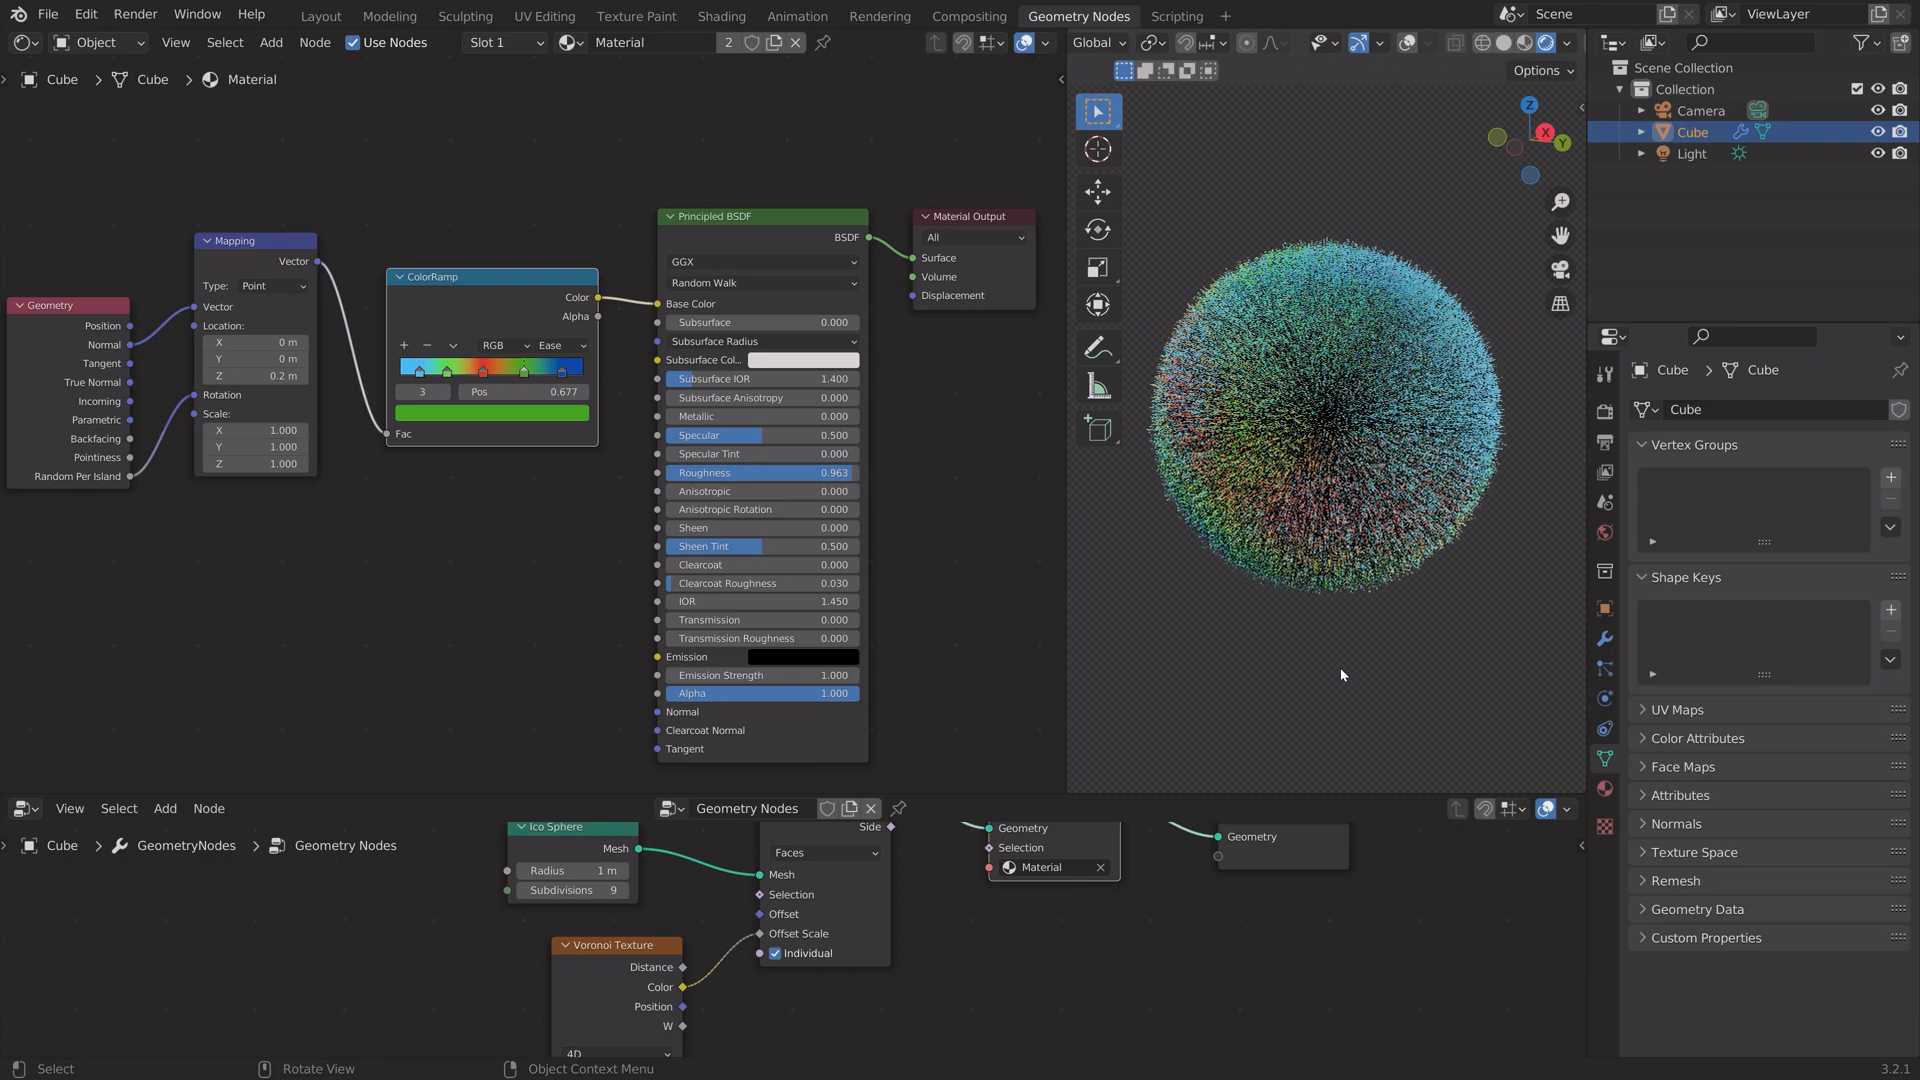 File Edit Render Window Help
Layout Modeling Sculpting UV Editing Texture Paint Shading Animation Rendering Compositing Geometry Nodes Scripting +
Scene
ViewLayer
Object View Select Add Node Use Nodes Slot 1 Material 2
Global
Options
Cube > Cube > Material
Scene Collection
Collection
Camera
Cube
Light
Z
X
Y
Geometry
Position
Normal
Tangent
True Normal
Incoming
Parametric
Backfacing
Pointiness
Random Per Island
Mapping
Vector
Type: Point
Vector
Location:
X 0 m
Y 0 m
Z 0.2 m
Rotation
Scale:
X 1.000
Y 1.000
Z 1.000
ColorRamp
Color
Alpha
+ − RGB Ease
3 Pos 0.677
Fac
Principled BSDF
BSDF
GGX
Random Walk
Base Color
Subsurface 0.000
Subsurface Radius
Subsurface Col...
Subsurface IOR 1.400
Subsurface Anisotropy 0.000
Metallic 0.000
Specular 0.500
Specular Tint 0.000
Roughness 0.963
Anisotropic 0.000
Anisotropic Rotation 0.000
Sheen 0.000
Sheen Tint 0.500
Clearcoat 0.000
Clearcoat Roughness 0.030
IOR 1.450
Transmission 0.000
Transmission Roughness 0.000
Emission
Emission Strength 1.000
Alpha 1.000
Normal
Clearcoat Normal
Tangent
Material Output
All
Surface
Volume
Displacement
Cube > Cube
Cube
Vertex Groups
Shape Keys
UV Maps
Color Attributes
Face Maps
Attributes
Normals
Texture Space
Remesh
Geometry Data
Custom Properties
View Select Add Node
Geometry Nodes
Cube > GeometryNodes > Geometry Nodes
Ico Sphere
Mesh
Radius 1 m
Subdivisions 9
Voronoi Texture
Distance
Color
Position
W
4D
Side
Faces
Mesh
Selection
Offset
Offset Scale
Individual
Geometry
Selection
Material
Geometry
Select
Rotate View
Object Context Menu
3.2.1